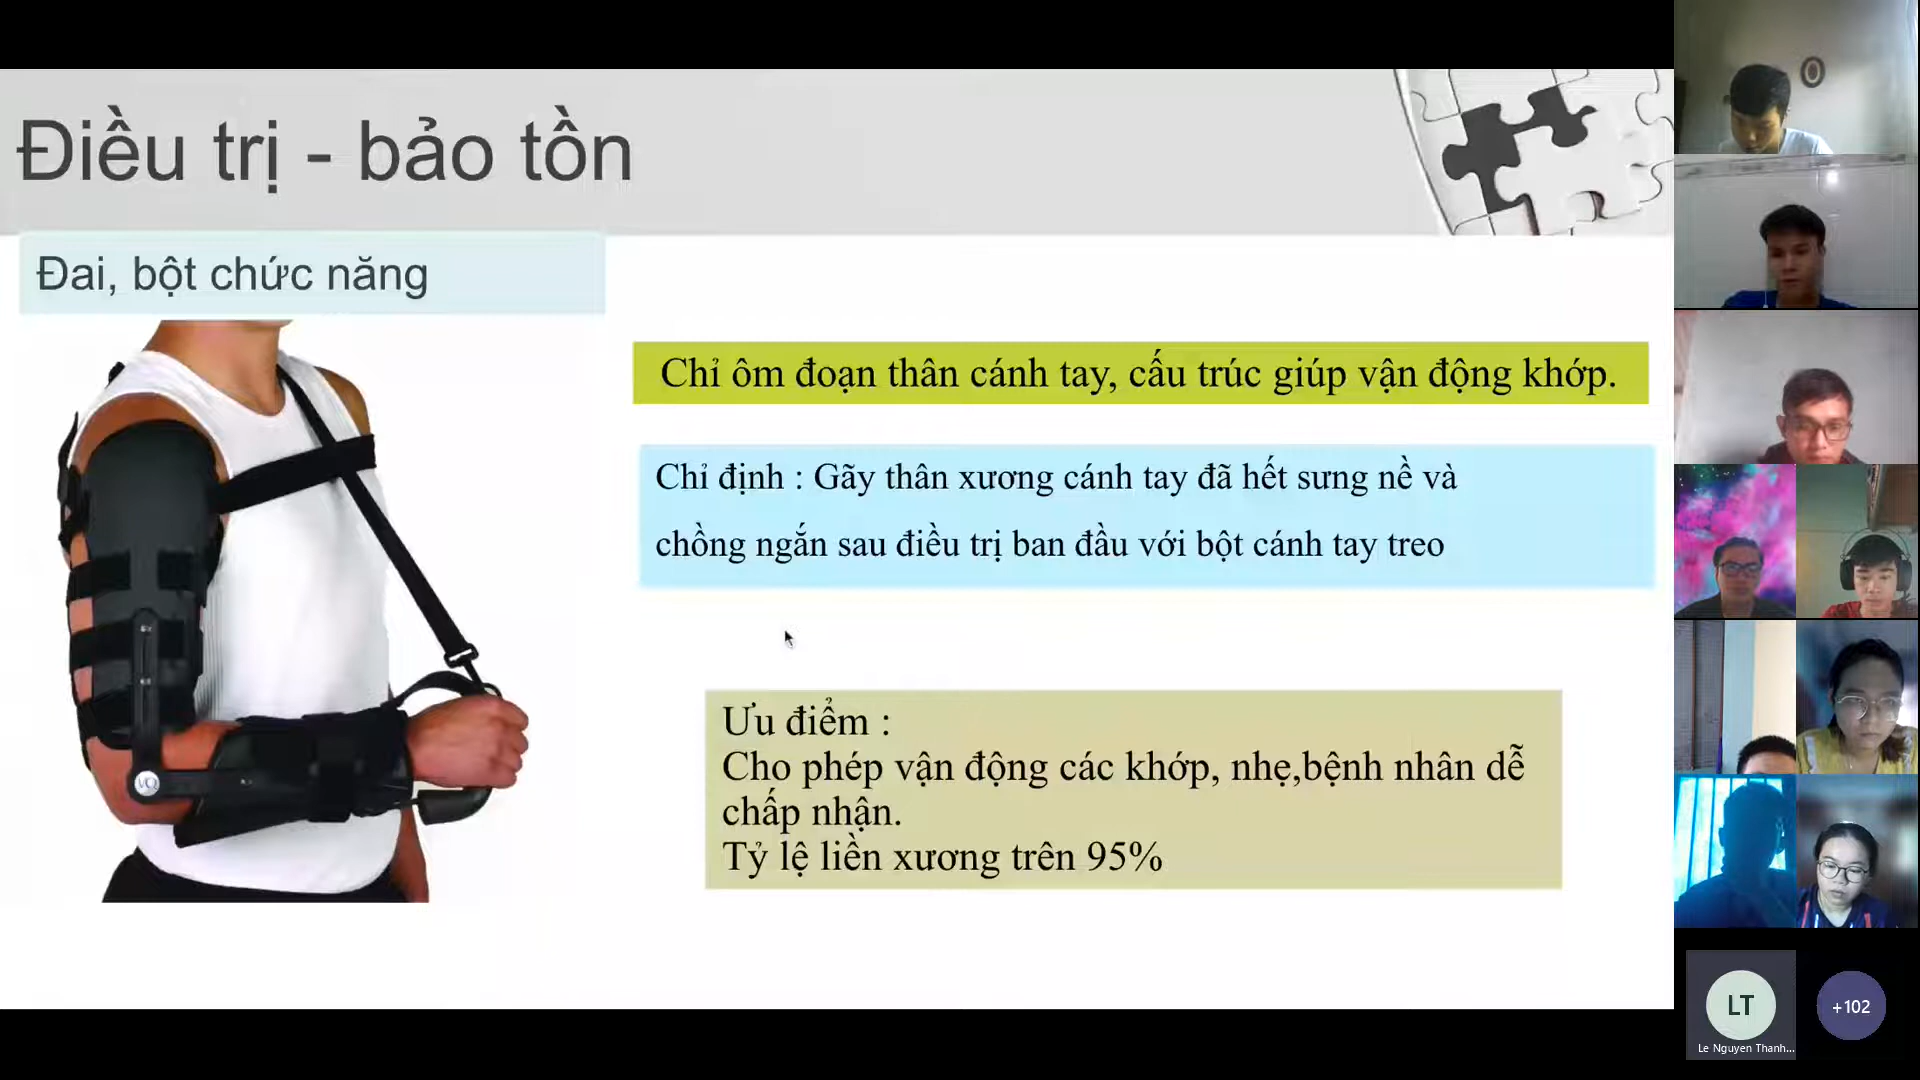 Điều trị - bảo tồn
Đai, bột chức năng
Chỉ ôm đoạn thân cánh tay, cấu trúc giúp vận động khớp.
Chỉ định : Gãy thân xương cánh tay đã hết sưng nề và
chồng ngắn sau điều trị ban đầu với bột cánh tay treo
Ưu điểm :
Cho phép vận động các khớp, nhẹ,bệnh nhân dễ
chấp nhận.
Tỷ lệ liền xương trên 95%
LT
+102
Le Nguyen Thanh...